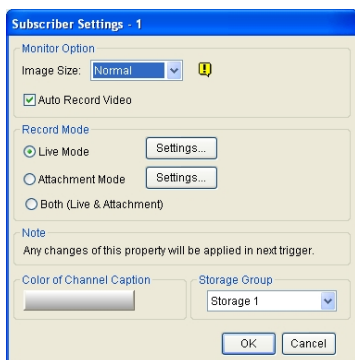 Subscriber Settings - 1
Monitor Option
Image Size: Normal
Auto Record Video
Record Mode
Live Mode Settings...
Attachment Mode Settings...
Both (Live & Attachment)
Note
Any changes of this property will be applied in next trigger.
Color of Channel Caption Storage Group
Storage 1
OK Cancel